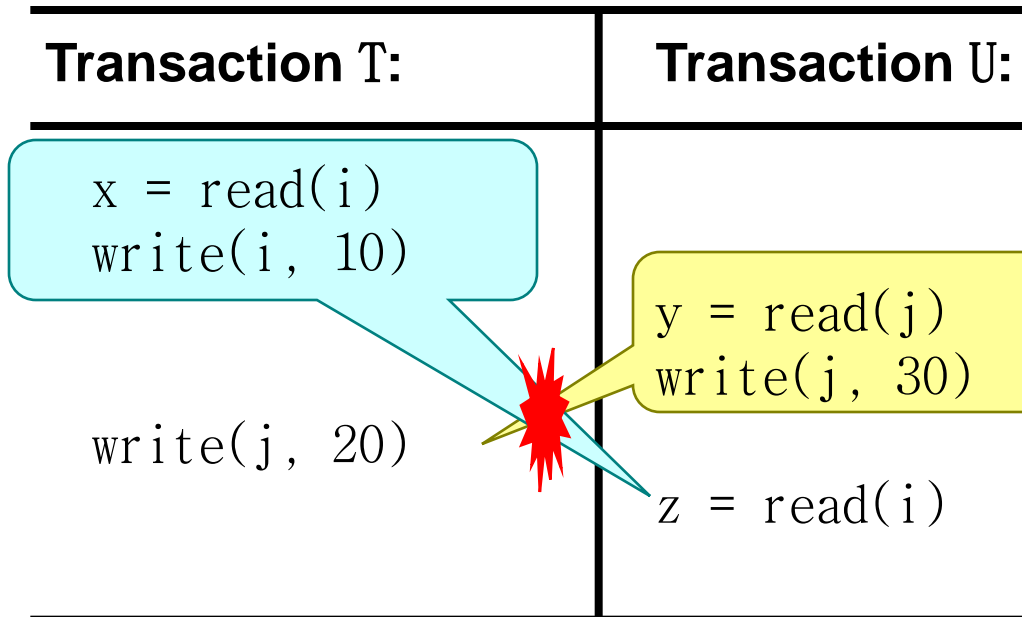 Transaction T:
Transaction U:
x = read(i)
write(i, 10)
y = read(j)
write(j, 30)
write(j, 20)
z = read(i)